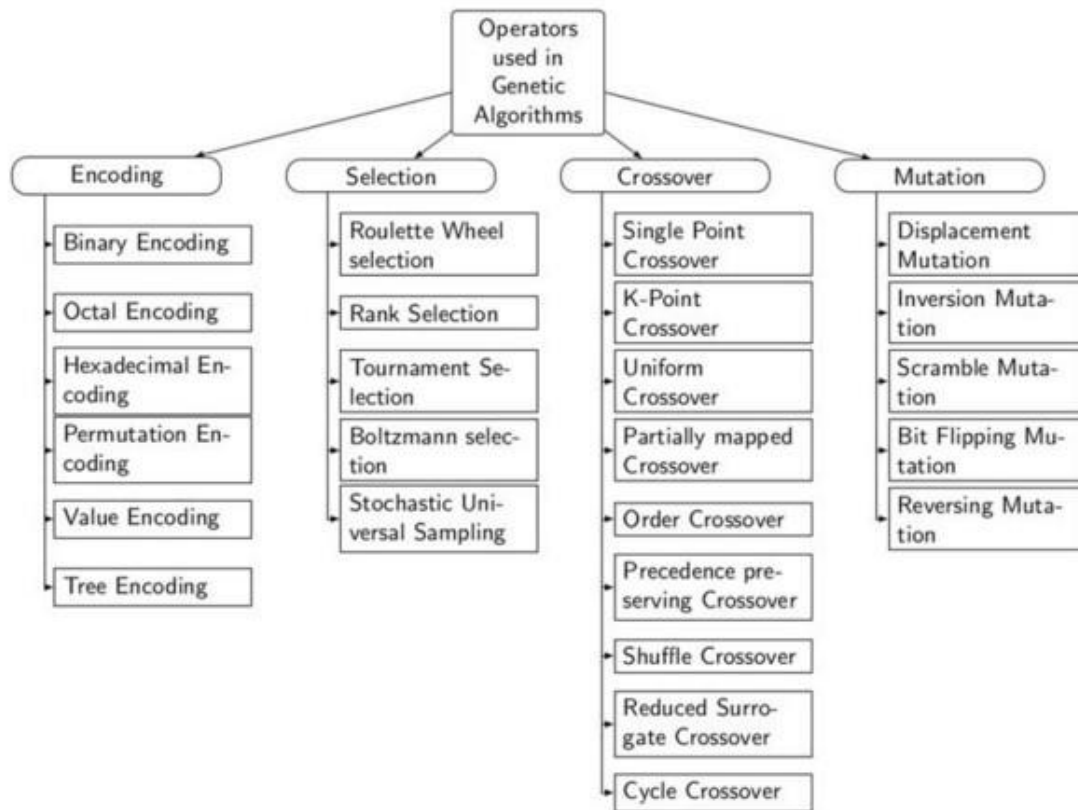 Operators
used in
Genetic
Algorithms
Encoding
Binary Encoding
Octal Encoding
Hexadecimal En-
coding
Permutation En-
coding
Value Encoding
Tree Encoding
Selection
Roulette Wheel
selection
Rank Selection
Tournament Se-
lection
Boltzmann selec-
tion
Stochastic Uni-
versal Sampling
Crossover
Single Point
Crossover
K-Point
Crossover
Uniform
Crossover
Partially mapped
Crossover
Order Crossover
Precedence pre-
serving Crossover
Shuffle Crossover
Reduced Surro-
gate Crossover
Cycle Crossover
Mutation
Displacement
Mutation
Inversion Muta-
tion
Scramble Muta-
tion
Bit Flipping Mu-
tation
Reversing Muta-
tion